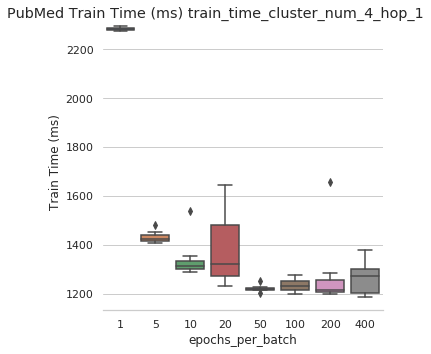 PubMed Train Time (ms) train_time_cluster_num_4_hop_1
2200
2000
1800
1600
1400
1200
Train Time (ms)
1 5 10 20 50 100 200 400
epochs_per_batch